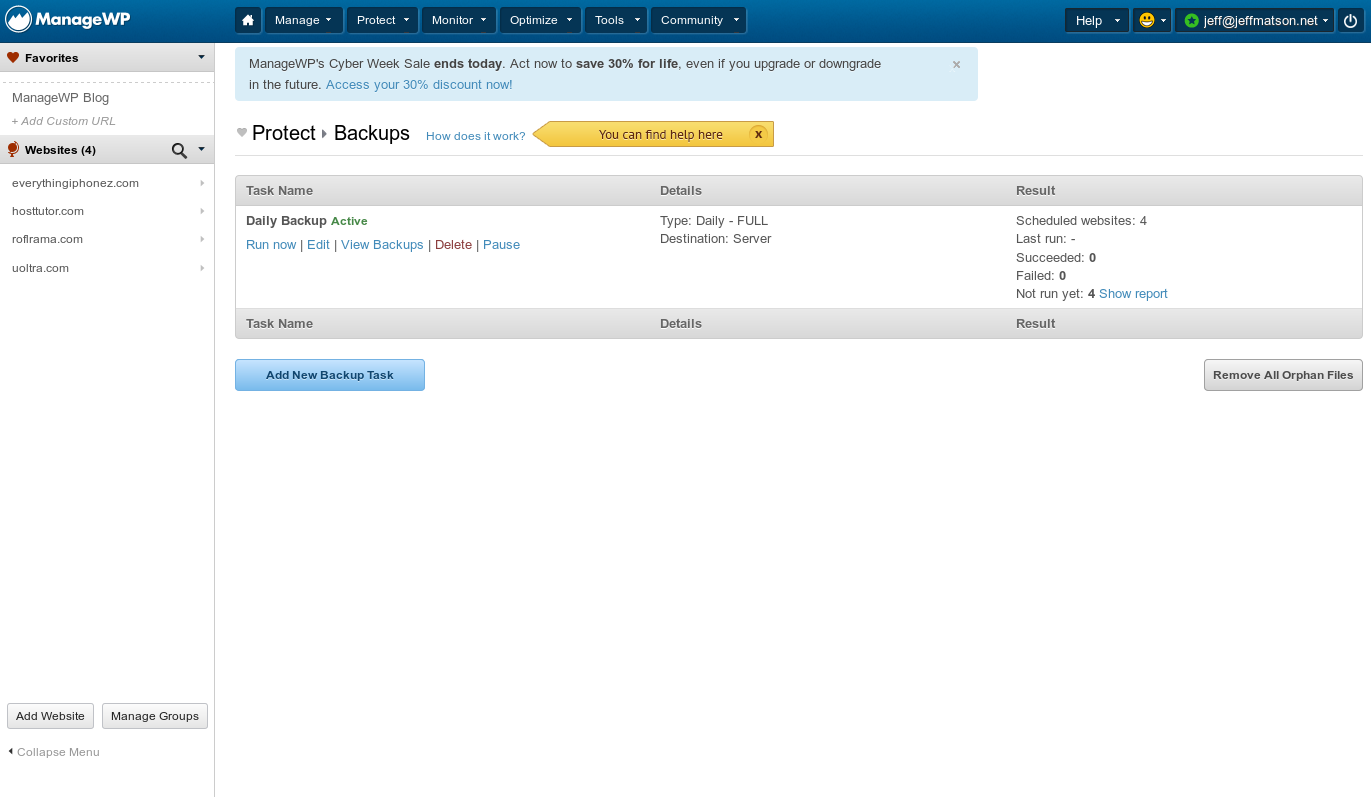 ManageWP
Manage
Protect
Monitor
Optimize
Tools
Community
Help
jeff@jeffmatson.net
Favorites
ManageWP Blog
+ Add Custom URL
Websites (4)
everythingiphonez.com
hosttutor.com
roflrama.com
uoltra.com
Add Website
Manage Groups
Collapse Menu
ManageWP's Cyber Week Sale ends today. Act now to save 30% for life, even if you upgrade or downgrade
in the future. Access your 30% discount now!
×
Protect
Backups
How does it work?
You can find help here
x
Task Name Details Result
Daily Backup Active
Run now | Edit | View Backups | Delete | Pause
Type: Daily - FULL
Destination: Server
Scheduled websites: 4
Last run: -
Succeeded: 0
Failed: 0
Not run yet: 4 Show report
Task Name Details Result
Add New Backup Task
Remove All Orphan Files